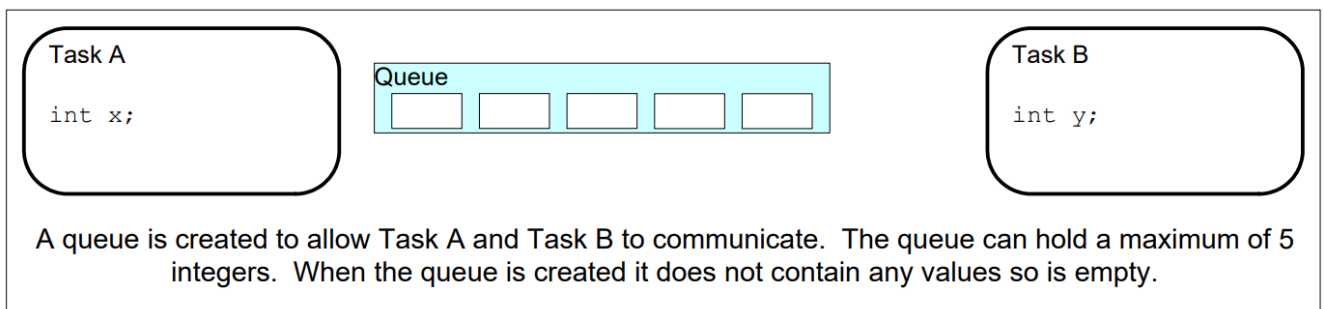 Task A
int x;
Queue
Task B
int y;
A queue is created to allow Task A and Task B to communicate.  The queue can hold a maximum of 5
integers.  When the queue is created it does not contain any values so is empty.